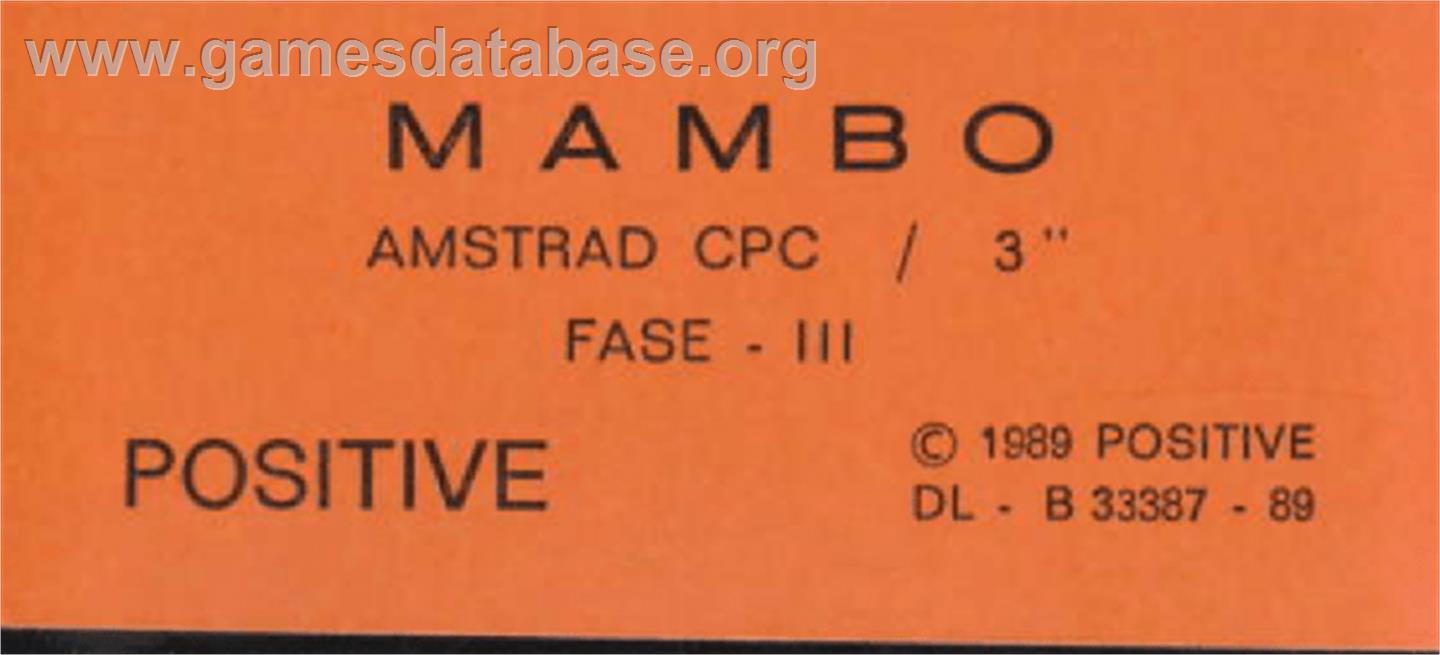 www.gamesdatabase.org
MAMBO
AMSTRAD CPC / 3"
FASE - III
POSITIVE
© 1989 POSITIVE
DL - B 33387 - 89